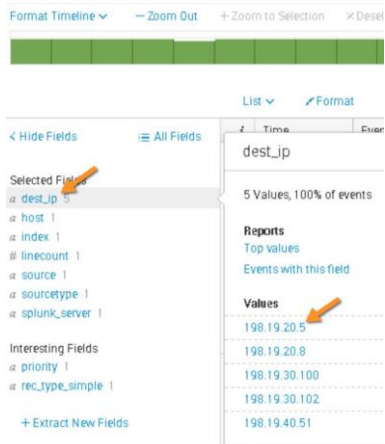 Format Timeline
— Zoom Out
+ Zoom to Selection
× Desel
List
Format
< Hide Fields
All Fields
i Time
Selected Fields
a dest_ip 5
a host 1
a index 1
# linecount 1
a source 1
a sourcetype 1
a splunk_server 1
Interesting Fields
a priority 1
a rec_type_simple 1
+ Extract New Fields
dest_ip
5 Values, 100% of events
Reports
Top values
Events with this field
Values
198.19.20.5
198.19.20.8
198.19.30.100
198.19.30.102
198.19.40.51